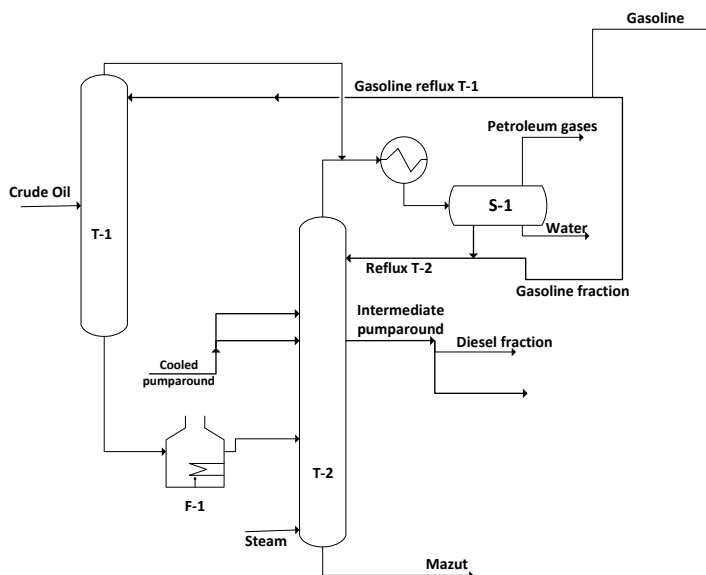 Gasoline
Gasoline reflux T-1
Petroleum gases
Crude Oil
S-1
T-1
Water
Reflux T-2
Gasoline fraction
Intermediate
pumparound
Diesel fraction
Cooled
pumparound
T-2
F-1
Steam
Mazut